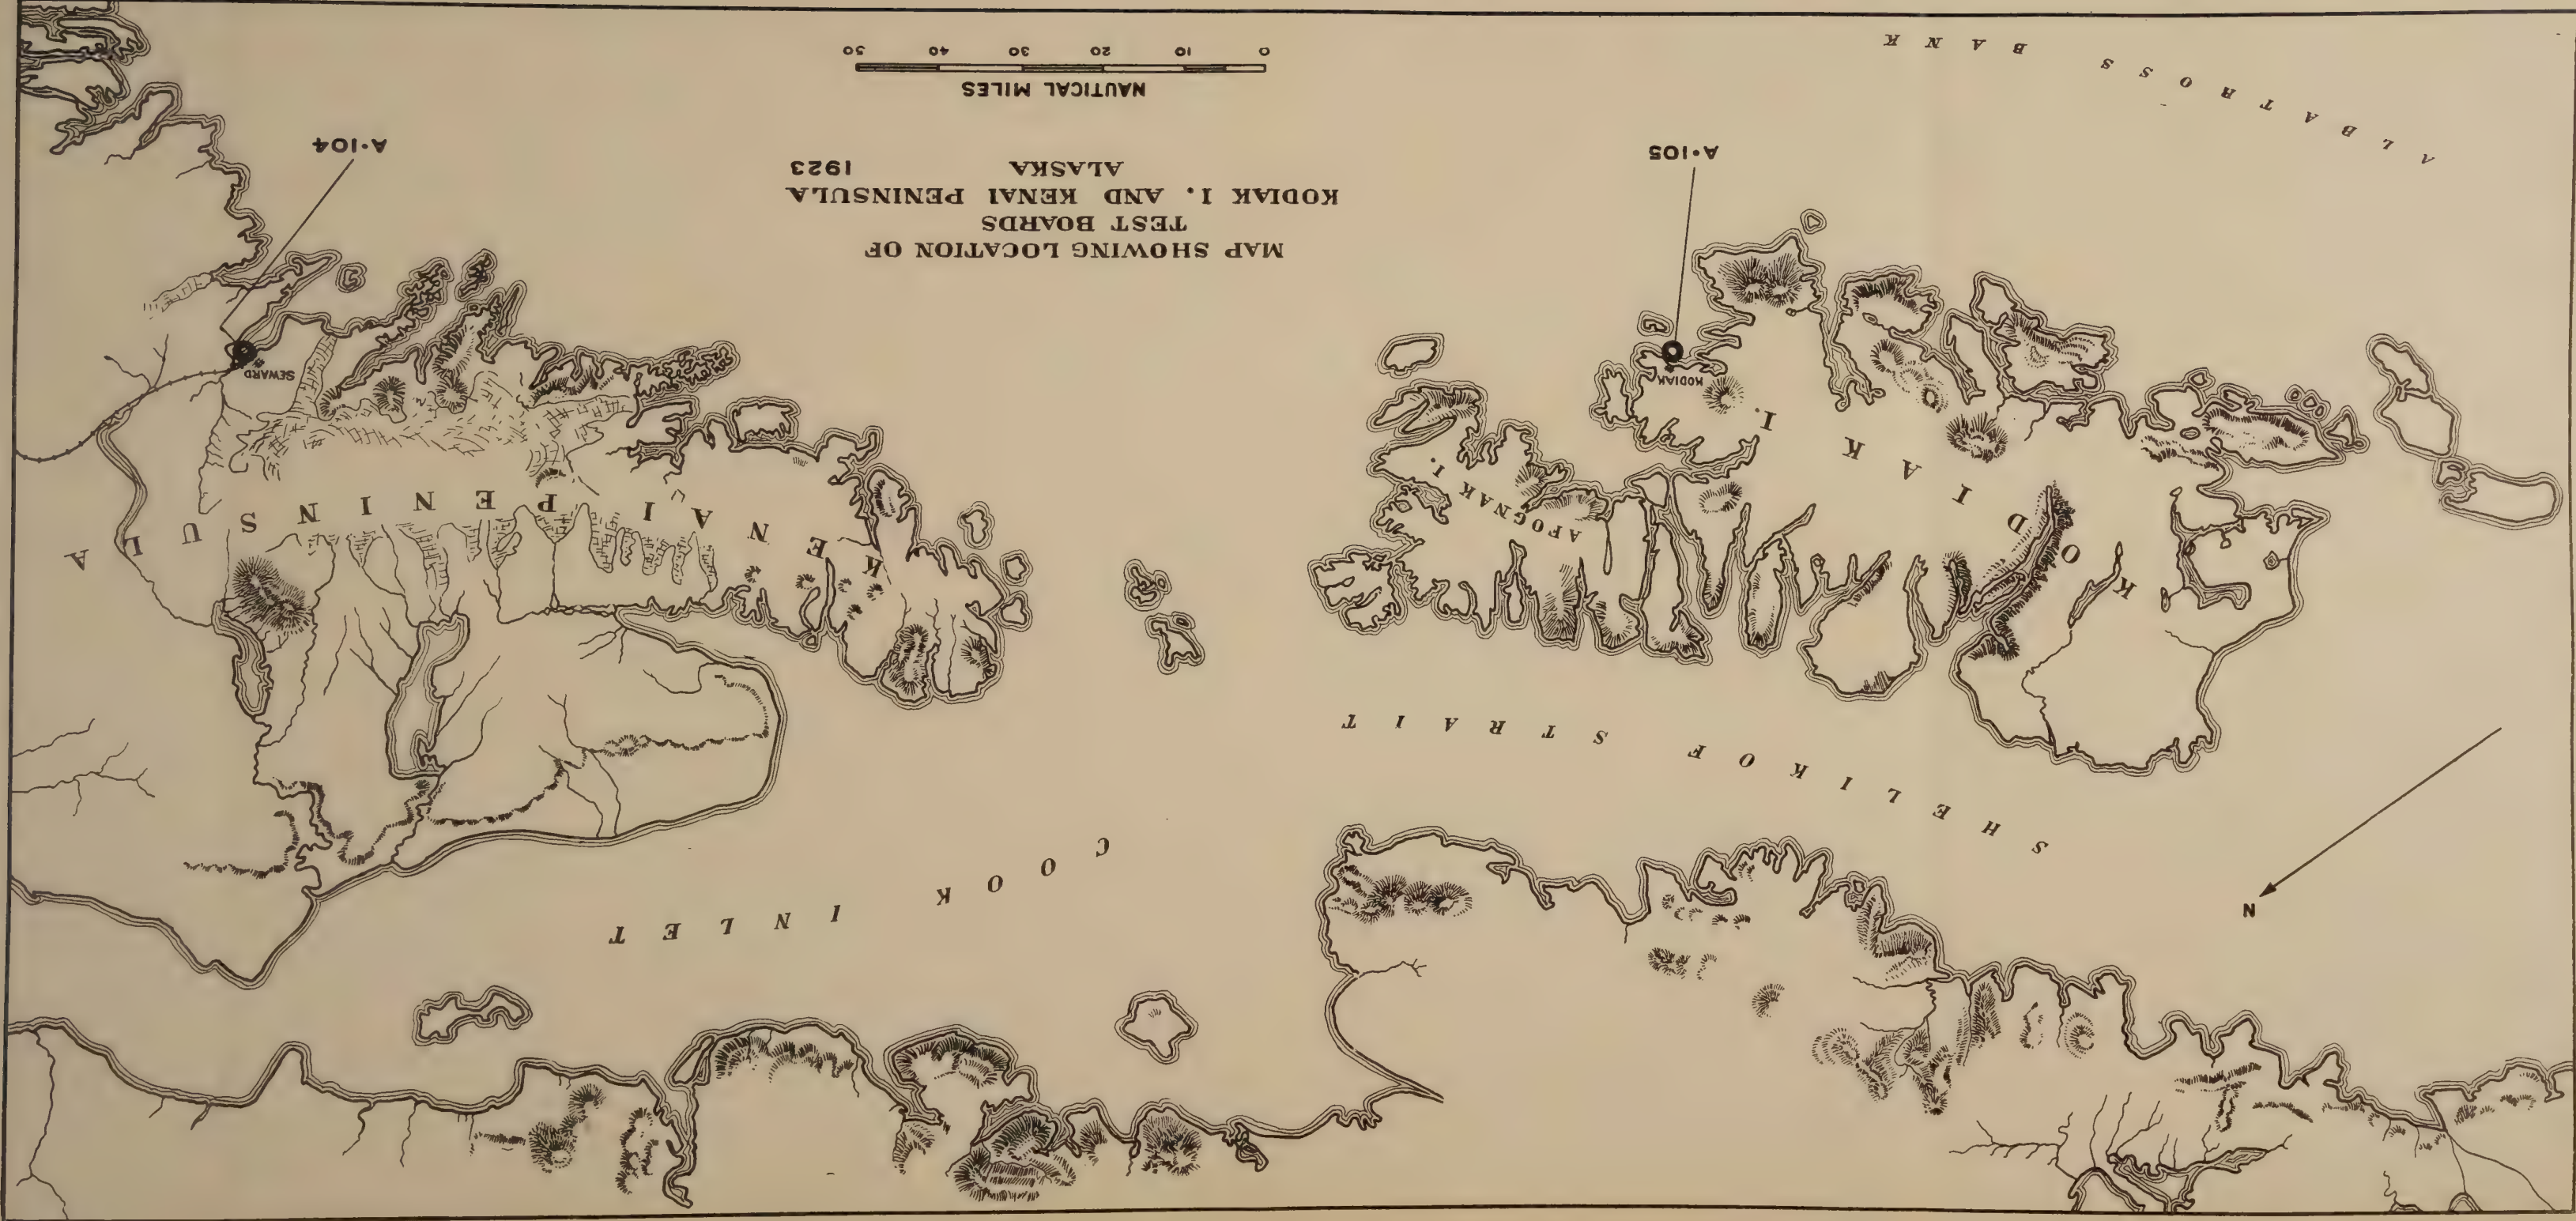 N
SHELIKOF STRAIT
COOK INLET
KODIAK I.
AFOGNAK I.
KENAI PENINSULA
KODIAK
SEWARD
MAP SHOWING LOCATION OF
TEST BOARDS
KODIAK I. AND KENAI PENINSULA
ALASKA 1923
A·105
A·104
NAUTICAL MILES
0 10 20 30 40 50
ALBATROSS BANK